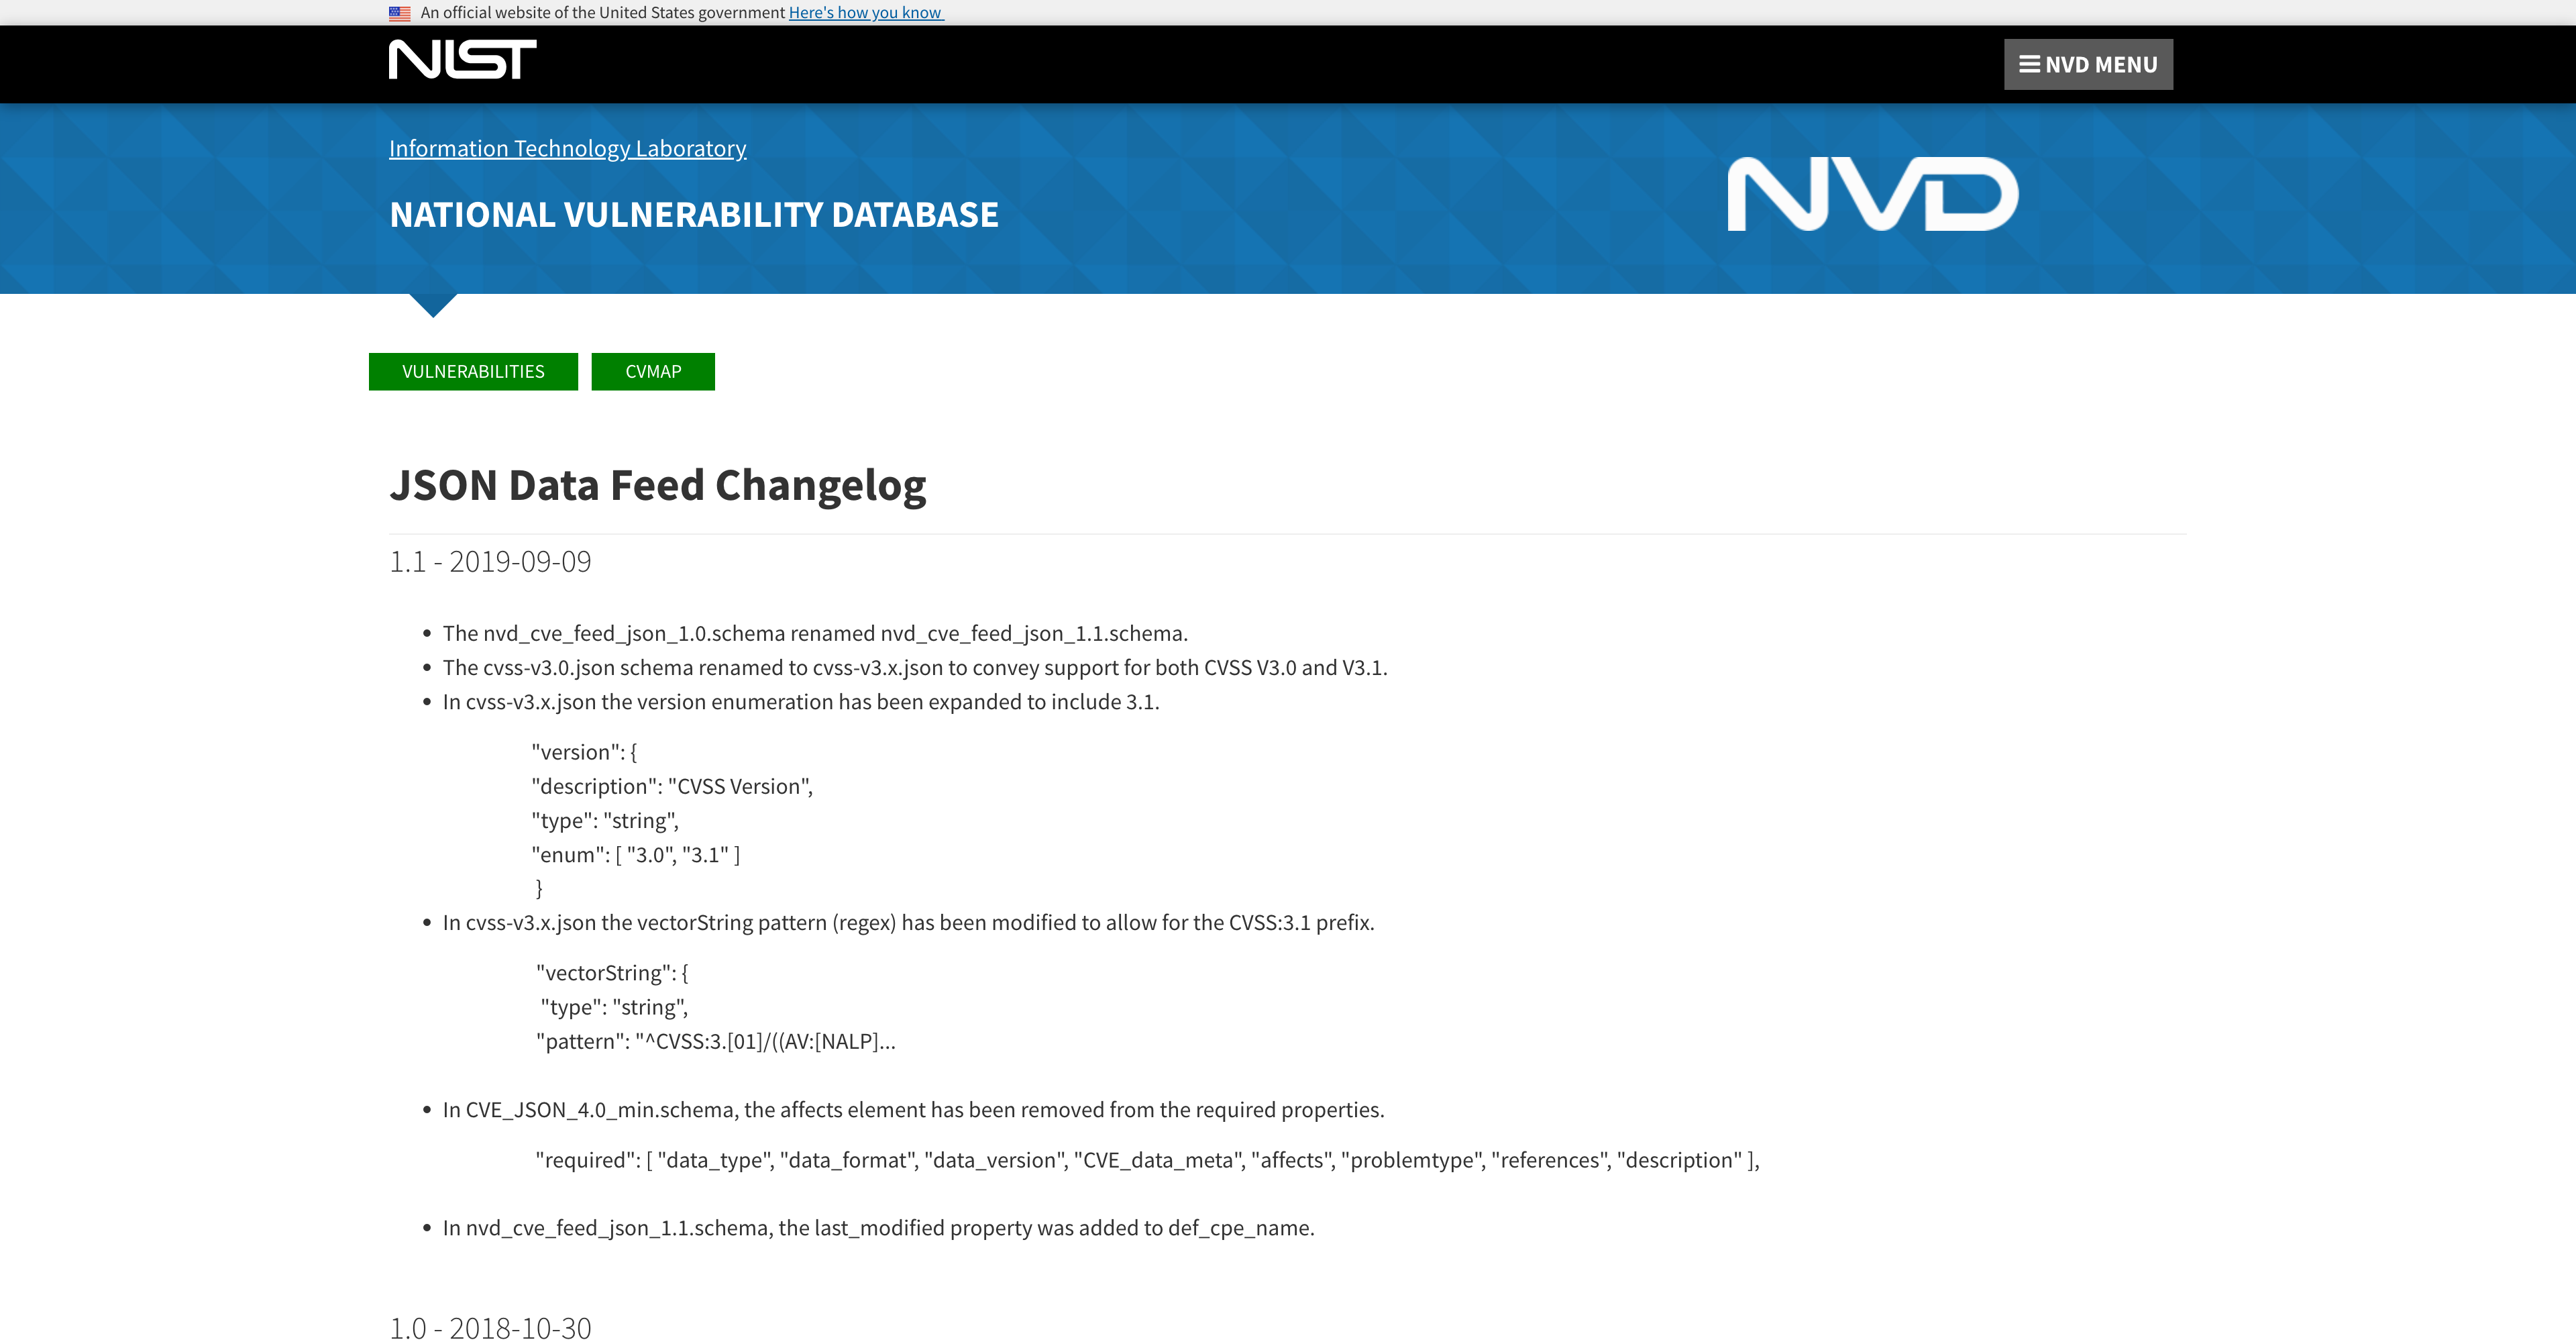 An official website of the United States government Here's how you know
NIST
NVD MENU
Information Technology Laboratory
NATIONAL VULNERABILITY DATABASE
NVD
VULNERABILITIES
CVMAP
JSON Data Feed Changelog
1.1 - 2019-09-09
• The nvd_cve_feed_json_1.0.schema renamed nvd_cve_feed_json_1.1.schema.
• The cvss-v3.0.json schema renamed to cvss-v3.x.json to convey support for both CVSS V3.0 and V3.1.
• In cvss-v3.x.json the version enumeration has been expanded to include 3.1.
"version": {
"description": "CVSS Version",
"type": "string",
"enum": [ "3.0", "3.1" ]
}
• In cvss-v3.x.json the vectorString pattern (regex) has been modified to allow for the CVSS:3.1 prefix.
"vectorString": {
"type": "string",
"pattern": "^CVSS:3.[01]/((AV:[NALP]...
• In CVE_JSON_4.0_min.schema, the affects element has been removed from the required properties.
"required": [ "data_type", "data_format", "data_version", "CVE_data_meta", "affects", "problemtype", "references", "description" ],
• In nvd_cve_feed_json_1.1.schema, the last_modified property was added to def_cpe_name.
1.0 - 2018-10-30